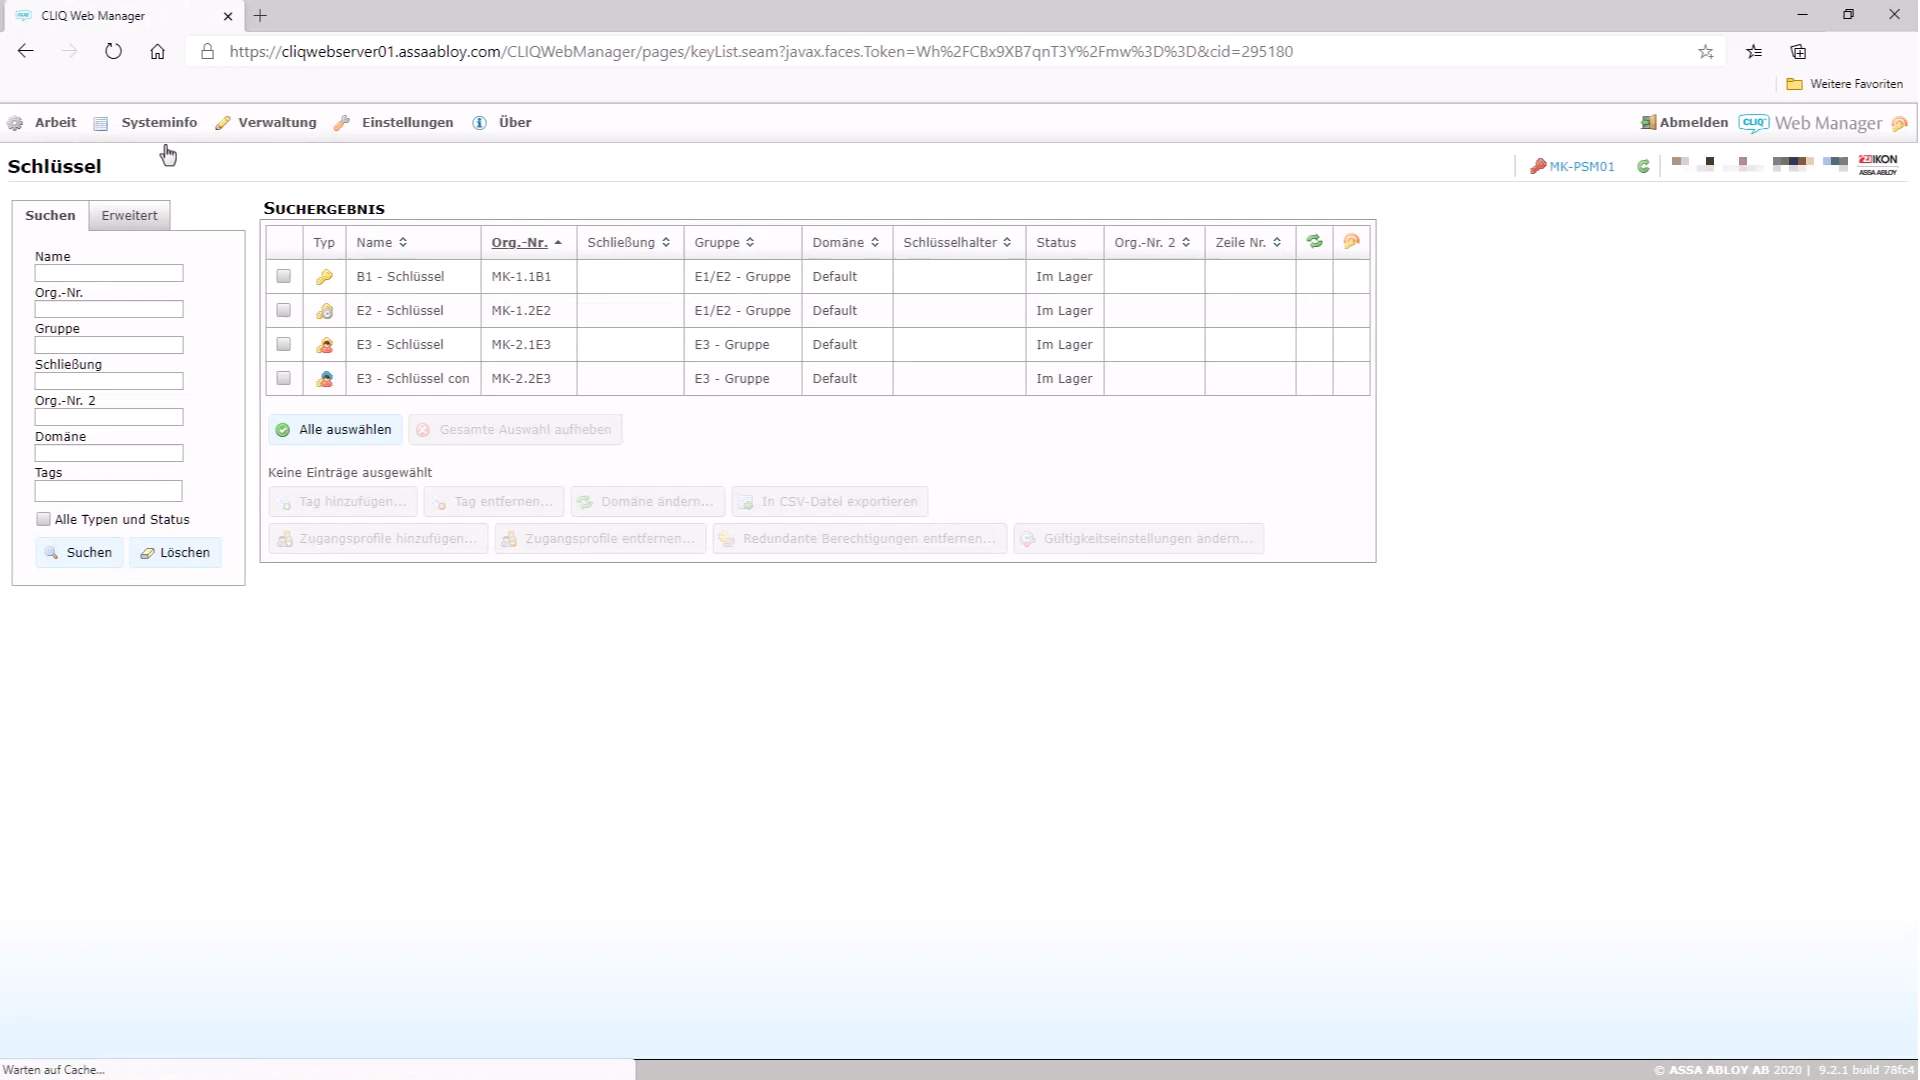 CLIQ Web Manager
https://cliqwebserver01.assaabloy.com/CLIQWebManager/pages/keyList.seam?javax.faces.Token=Wh%2FCBx9XB7qnT3Y%2Fmw%3D%3D&cid=295180
Weitere Favoriten
Arbeit Systeminfo Verwaltung Einstellungen Über Abmelden CLIQ Web Manager
Schlüssel MK-PSM01 IKON
ASSA ABLOY
Suchen Erweitert
Name
Org.-Nr.
Gruppe
Schließung
Org.-Nr. 2
Domäne
Tags
Alle Typen und Status
Suchen Löschen
SUCHERGEBNIS
Typ Name Org.-Nr. Schließung Gruppe Domäne Schlüsselhalter Status Org.-Nr. 2 Zeile Nr.
B1 - Schlüssel MK-1.1B1 E1/E2 - Gruppe Default Im Lager
E2 - Schlüssel MK-1.2E2 E1/E2 - Gruppe Default Im Lager
E3 - Schlüssel MK-2.1E3 E3 - Gruppe Default Im Lager
E3 - Schlüssel con MK-2.2E3 E3 - Gruppe Default Im Lager
Alle auswählen Gesamte Auswahl aufheben
Keine Einträge ausgewählt
Tag hinzufügen... Tag entfernen... Domäne ändern... In CSV-Datei exportieren
Zugangsprofile hinzufügen... Zugangsprofile entfernen... Redundante Berechtigungen entfernen... Gültigkeitseinstellungen ändern...
Warten auf Cache...
© ASSA ABLOY AB 2020 | 9.2.1 build 78fc4